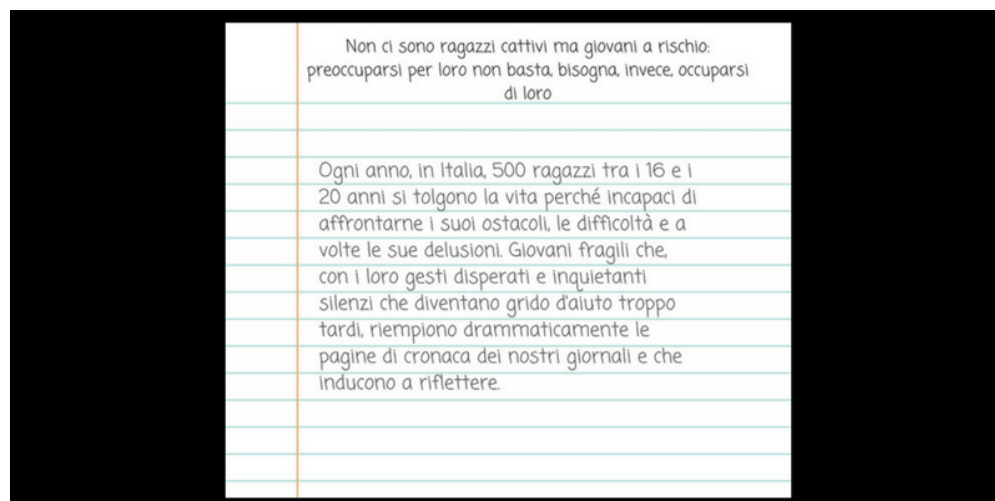 Non ci sono ragazzi cattivi ma giovani a rischio:
preoccuparsi per loro non basta, bisogna, invece, occuparsi
di loro
Ogni anno, in Italia, 500 ragazzi tra i 16 e i
20 anni si tolgono la vita perché incapaci di
affrontarne i suoi ostacoli, le difficoltà e a
volte le sue delusioni. Giovani fragili che,
con i loro gesti disperati e inquietanti
silenzi che diventano grido d'aiuto troppo
tardi, riempiono drammaticamente le
pagine di cronaca dei nostri giornali e che
inducono a riflettere.